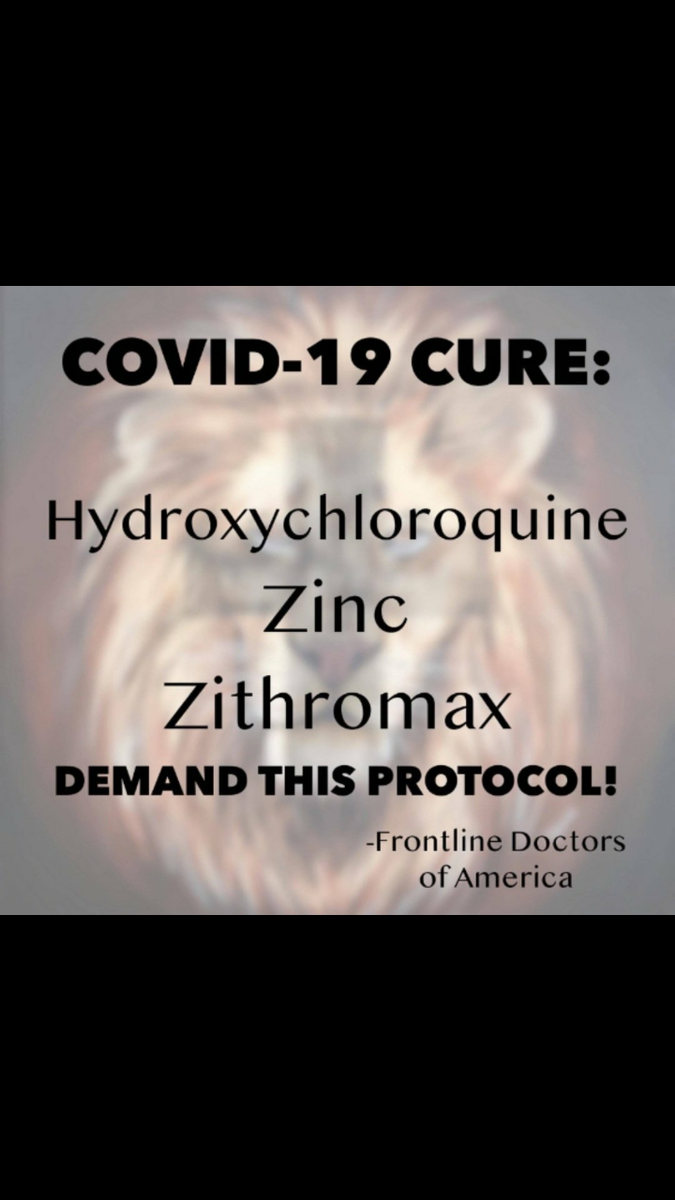 COVID-19 CURE:
Hydroxychloroquine
Zinc
Zithromax
DEMAND THIS PROTOCOL!
-Frontline Doctors
of America